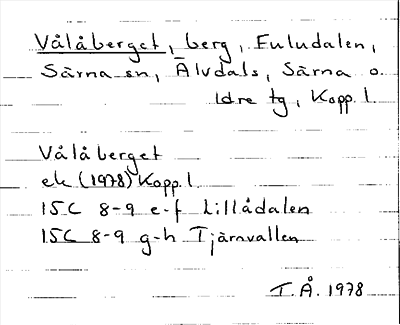 Vålåberget, berg, Fuludalen,
Särna sn, Älvdals, Särna o.
Idre tg, Kopp. l.
Vålåberget
ek (1978) Kopp. l.
15C 8-9 e-f Lillådalen
15C 8-9 g-h Tjärnvallen
T.Å. 1978